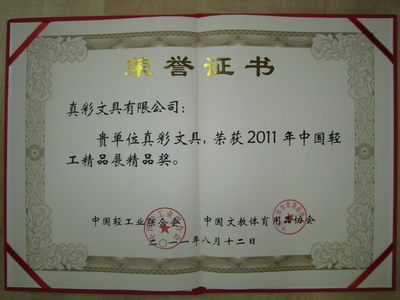 荣誉证书
真彩文具有限公司：
贵单位真彩文具，荣获2011年中国轻
工精品展精品奖。
中国轻工业联合会 中国文教体育用品协会
二〇一一年八月十二日